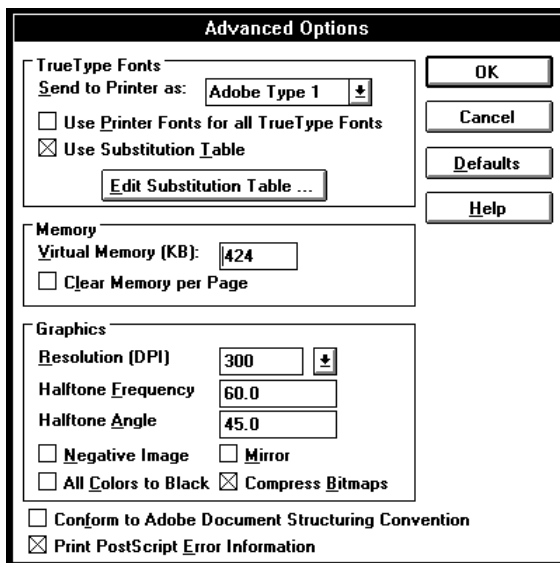 Advanced Options
TrueType Fonts
Send to Printer as: Adobe Type 1
Use Printer Fonts for all TrueType Fonts
Use Substitution Table
Edit Substitution Table ...
OK
Cancel
Defaults
Help
Memory
Virtual Memory (KB): 424
Clear Memory per Page
Graphics
Resolution (DPI) 300
Halftone Frequency 60.0
Halftone Angle 45.0
Negative Image Mirror
All Colors to Black Compress Bitmaps
Conform to Adobe Document Structuring Convention
Print PostScript Error Information